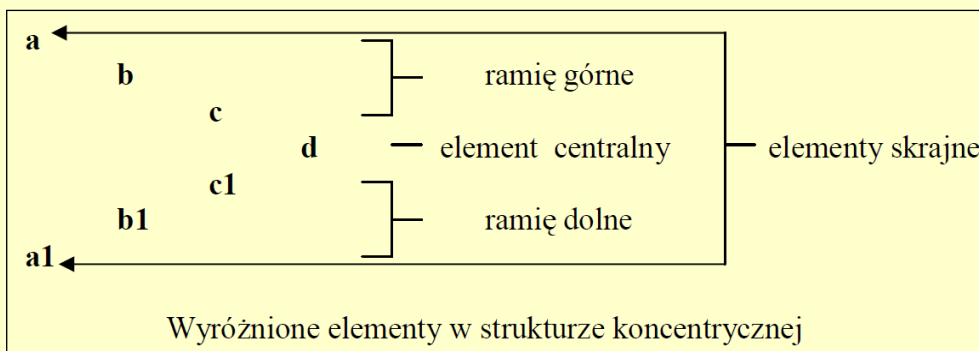 a
b ramię górne
c
d element centralny elementy skrajne
c1
b1 ramię dolne
a1
Wyróżnione elementy w strukturze koncentrycznej